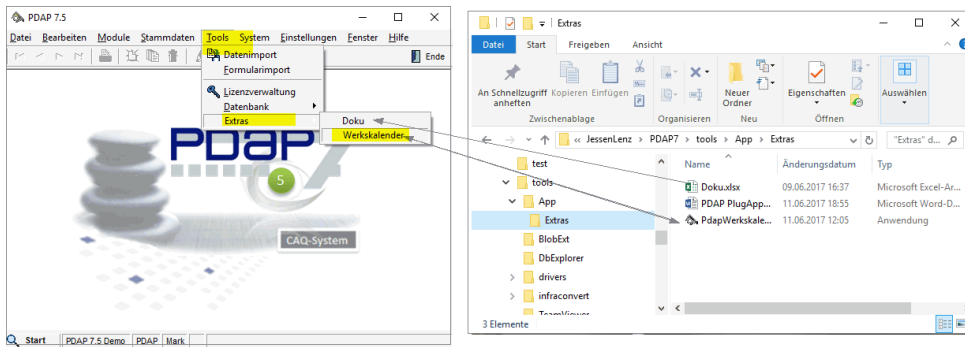 PDAP 7.5
Datei Bearbeiten Module Stammdaten Tools System Einstellungen Fenster Hilfe
Ende
Datenimport
Formularimport
Lizenzverwaltung
Datenbank
Extras
Doku
Werkskalender
PDAP 7
5
CAQ-System
Start PDAP 7.5 Demo PDAP Mark
Extras
Datei Start Freigeben Ansicht
An Schnellzugriff anheften
Kopieren Einfügen
Neuer Ordner
Eigenschaften
Auswählen
Zwischenablage Organisieren Neu Öffnen
« JessenLenz > PDAP7 > tools > App > Extras
"Extras" d...
test
tools
App
Extras
BlobExt
DbExplorer
drivers
infraconvert
TeamViewer
Name Änderungsdatum Typ
Doku.xlsx 09.06.2017 16:37 Microsoft Excel-Ar...
PDAP PlugApp... 11.06.2017 18:55 Microsoft Word-D...
PdapWerkskale... 11.06.2017 12:05 Anwendung
3 Elemente